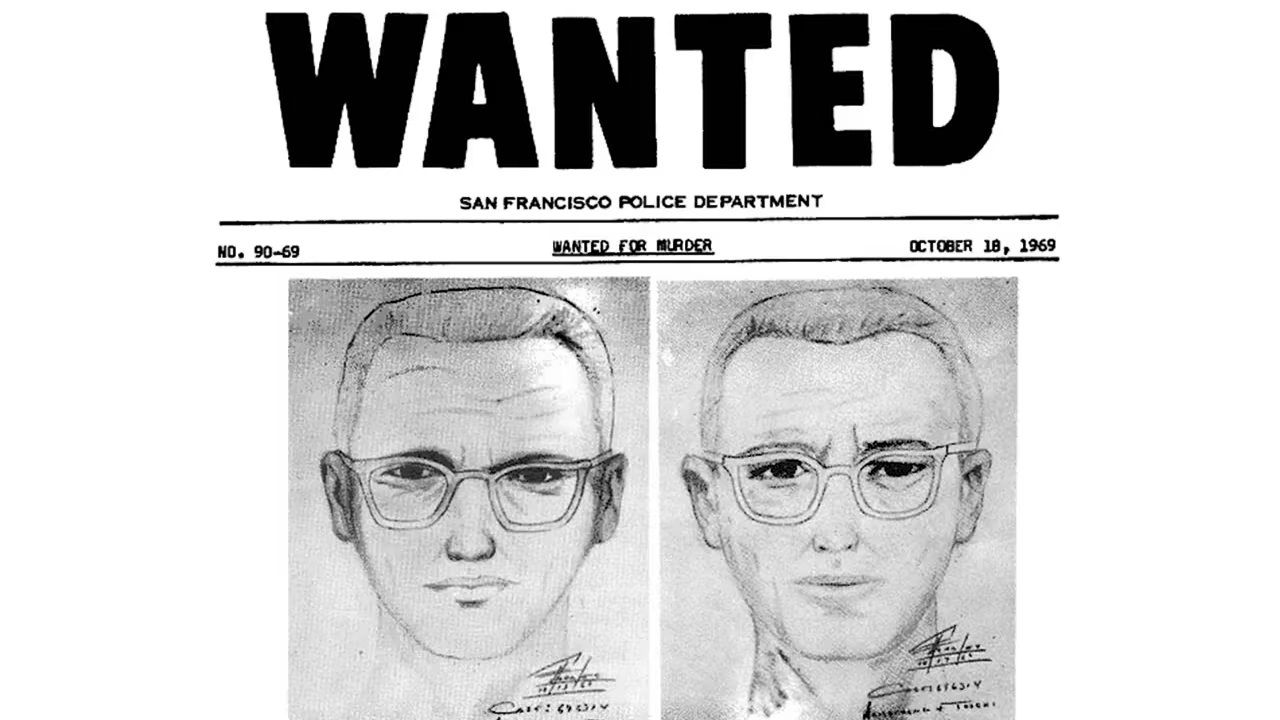 WANTED
SAN FRANCISCO POLICE DEPARTMENT
NO. 90-69 WANTED FOR MURDER OCTOBER 18, 1969